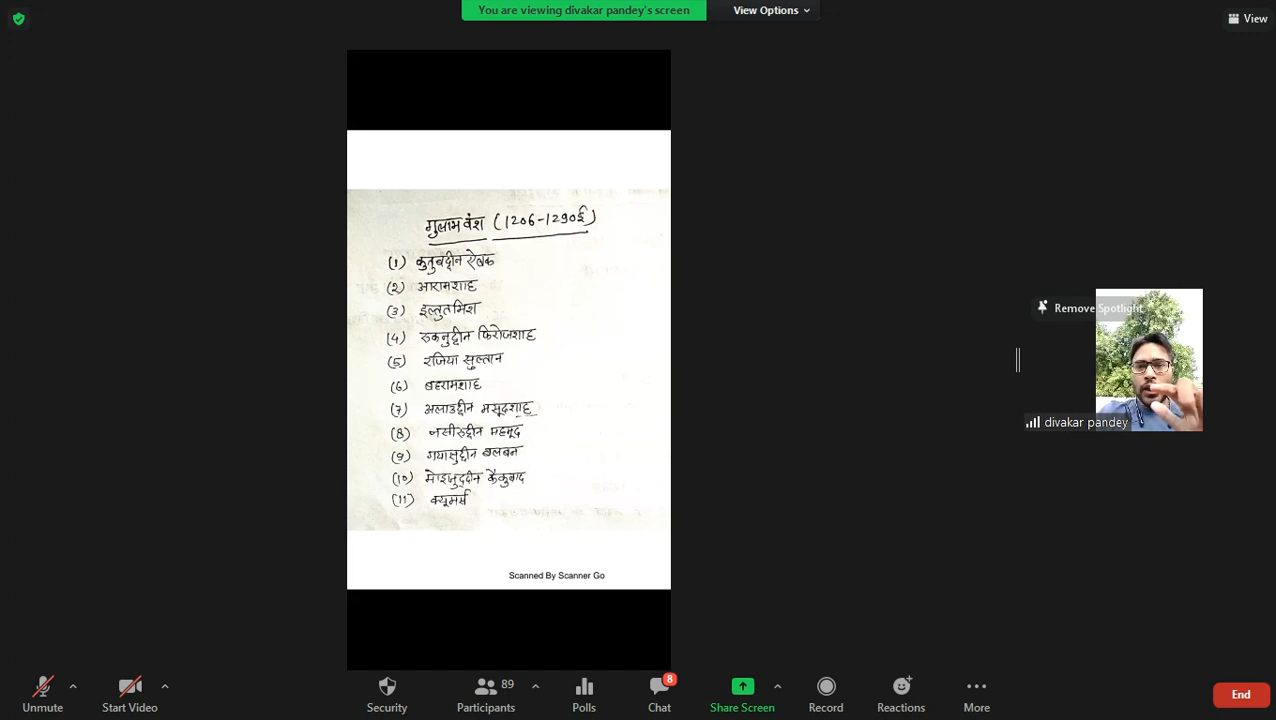 You are viewing divakar pandey's screen
View Options
View
गुलाम वंश (1206-1290ई)
(1) कुतुबद्दीन ऐबक
(2) आरामशाह
(3) इल्तुतमिश
(4) रुकनुद्दीन फिरोजशाह
(5) रजिया सुल्तान
(6) बहरामशाह
(7) अलाउद्दीन मसूदशाह
(8) नसीरुद्दीन महमूद
(9) गयासुद्दीन बलबन
(10) मोइजुद्दीन कैकुबाद
(11) क्यूमर्स
Scanned By Scanner Go
Remove Spotlight
divakar pandey
Unmute
Start Video
Security
89
Participants
Polls
8
Chat
Share Screen
Record
Reactions
More
End